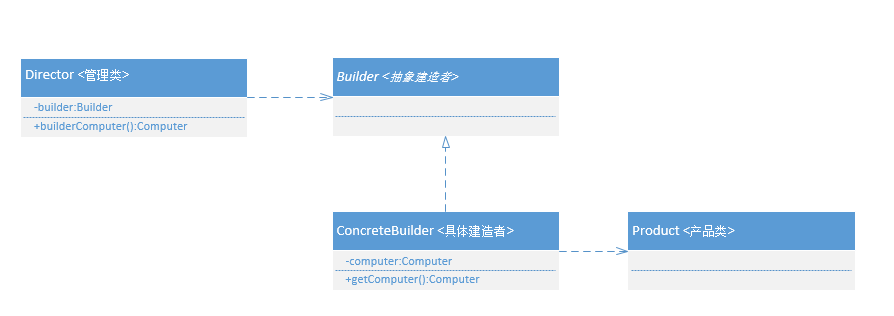 Director <管理类>
-builder:Builder
+builderComputer():Computer
Builder <抽象建造者>
ConcreteBuilder <具体建造者>
-computer:Computer
+getComputer():Computer
Product <产品类>